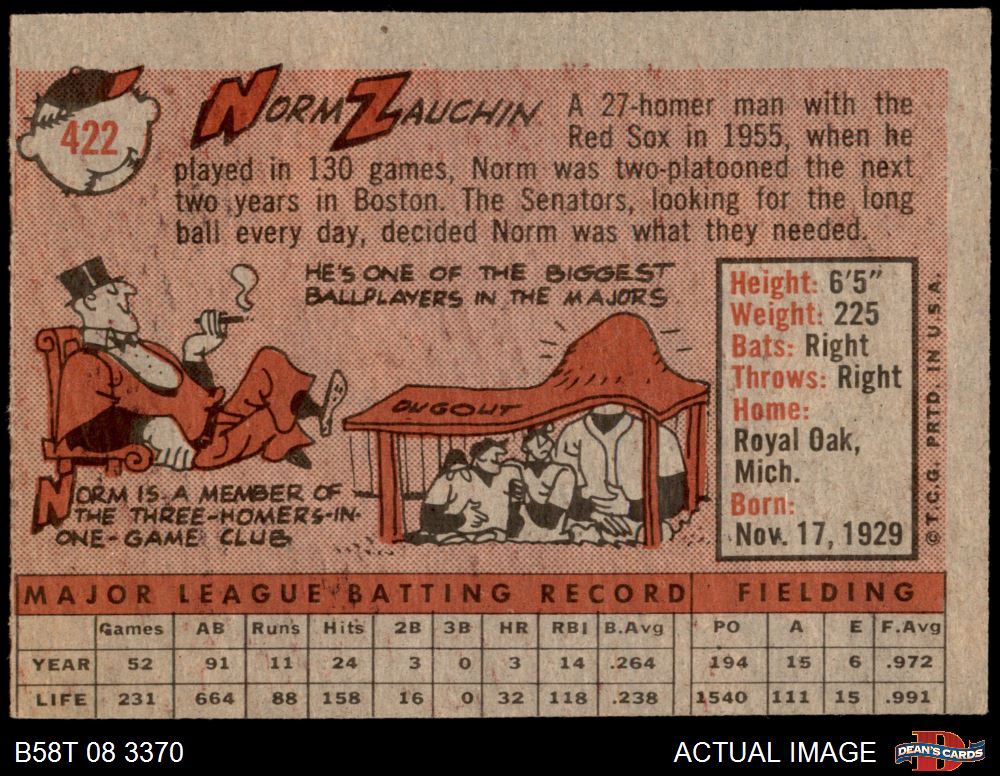 422
NORM ZAUCHIN
A 27-homer man with the
Red Sox in 1955, when he
played in 130 games, Norm was two-platooned the next
two years in Boston. The Senators, looking for the long
ball every day, decided Norm was what they needed.
HE'S ONE OF THE BIGGEST
BALLPLAYERS IN THE MAJORS
DUGOUT
NORM IS A MEMBER OF
THE THREE-HOMERS-IN-
ONE-GAME CLUB
Height: 6'5"
Weight: 225
Bats: Right
Throws: Right
Home:
Royal Oak,
Mich.
Born:
Nov. 17, 1929
© T.C.G. PRTD. IN U.S.A.
MAJOR LEAGUE BATTING RECORD FIELDING
Games AB Runs Hits 2B 3B HR RBI B.Avg PO A E F.Avg
YEAR 52 91 11 24 3 0 3 14 .264 194 15 6 .972
LIFE 231 664 88 158 16 0 32 118 .238 1540 111 15 .991
B58T 08 3370 ACTUAL IMAGE DEAN'S CARDS